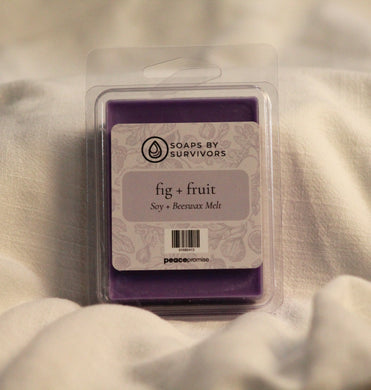 SOAPS BY
SURVIVORS
fig + fruit
Soy + Beeswax Melt
peacepromise